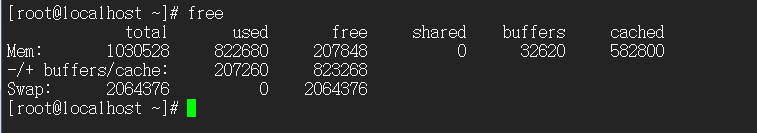 [root@localhost ~]# free
total used free shared buffers cached
Mem: 1030528 822680 207848 0 32620 582800
-/+ buffers/cache: 207260 823268
Swap: 2064376 0 2064376
[root@localhost ~]#